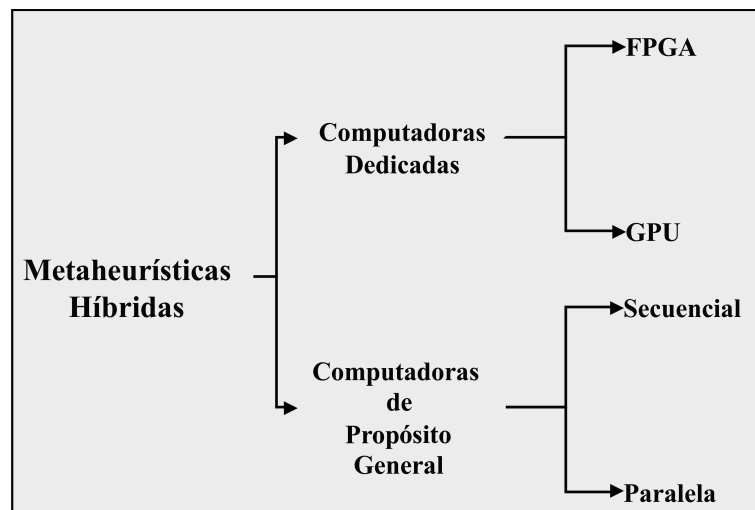 FPGA
Computadoras
Dedicadas
GPU
Metaheurísticas
Híbridas
Secuencial
Computadoras
de
Propósito
General
Paralela